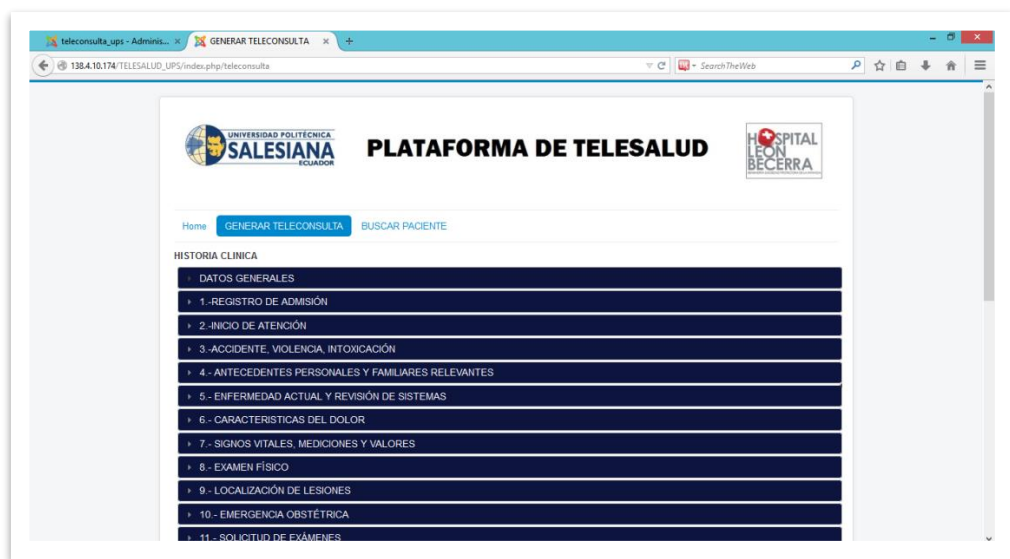 teleconsulta_ups - Adminis... × GENERAR TELECONSULTA × +
138.4.10.174/TELESALUD_UPS/index.php/teleconsulta SearchTheWeb
UNIVERSIDAD POLITÉCNICA
SALESIANA
ECUADOR
PLATAFORMA DE TELESALUD
HOSPITAL
LEÓN
BECERRA
Home GENERAR TELECONSULTA BUSCAR PACIENTE
HISTORIA CLINICA
DATOS GENERALES
1.-REGISTRO DE ADMISIÓN
2.-INICIO DE ATENCIÓN
3.-ACCIDENTE, VIOLENCIA, INTOXICACIÓN
4.- ANTECEDENTES PERSONALES Y FAMILIARES RELEVANTES
5.- ENFERMEDAD ACTUAL Y REVISIÓN DE SISTEMAS
6.- CARACTERISTICAS DEL DOLOR
7.- SIGNOS VITALES, MEDICIONES Y VALORES
8.- EXAMEN FÍSICO
9.- LOCALIZACIÓN DE LESIONES
10.- EMERGENCIA OBSTÉTRICA
11.- SOLICITUD DE EXÁMENES